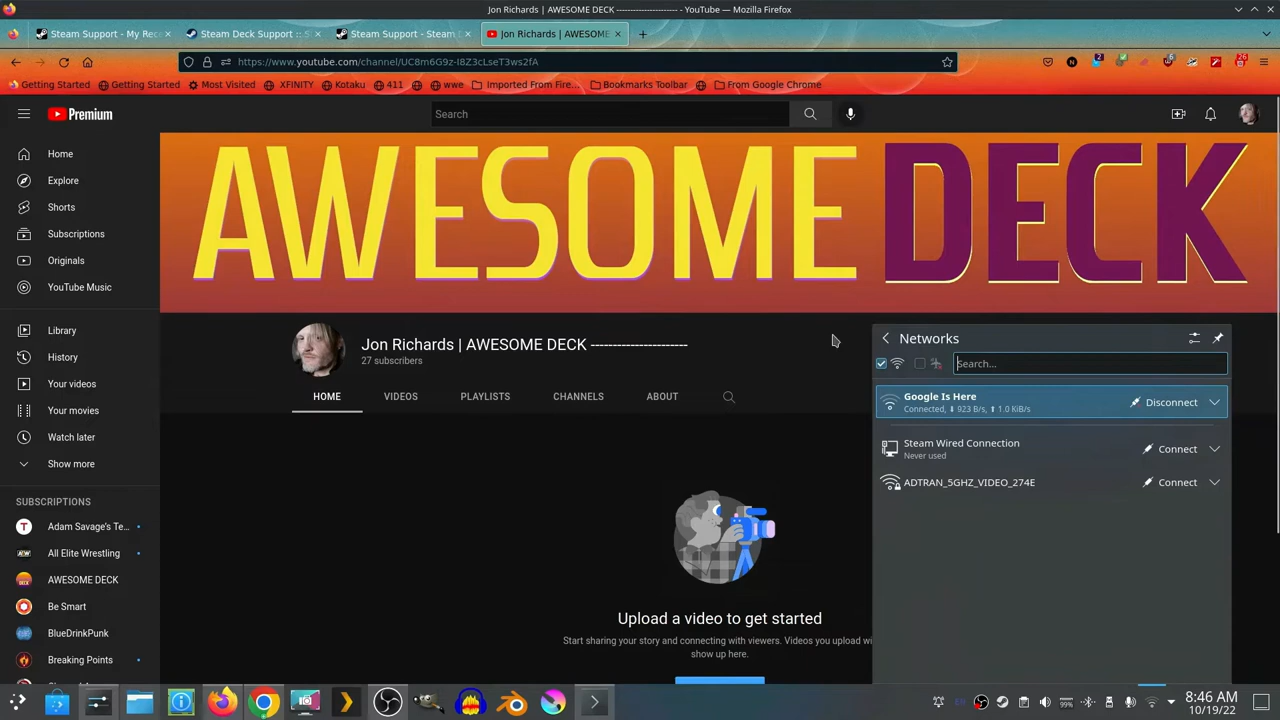 Jon Richards | AWESOME DECK ---------------------- - YouTube — Mozilla Firefox
Steam Support - My Rece
Steam Deck Support :: S
Steam Support - Steam D
Jon Richards | AWESOME
https://www.youtube.com/channel/UC8m6G9z-I8Z3cLseT3ws2fA
Getting Started
Getting Started
Most Visited
XFINITY
Kotaku
411
wwe
Imported From Fire...
Bookmarks Toolbar
From Google Chrome
Premium
Search
AWESOME DECK
Home
Explore
Shorts
Subscriptions
Originals
YouTube Music
Library
History
Your videos
Your movies
Watch later
Show more
SUBSCRIPTIONS
Adam Savage's Te...
All Elite Wrestling
AWESOME DECK
Be Smart
BlueDrinkPunk
Breaking Points
Jon Richards | AWESOME DECK ----------------------
27 subscribers
HOME
VIDEOS
PLAYLISTS
CHANNELS
ABOUT
Upload a video to get started
Start sharing your story and connecting with viewers. Videos you upload wi
show up here.
Networks
Search...
Google Is Here
Connected, ⬇ 923 B/s, ⬆ 1.0 KiB/s
Disconnect
Steam Wired Connection
Never used
Connect
ADTRAN_5GHZ_VIDEO_274E
Connect
99%
8:46 AM
10/19/22